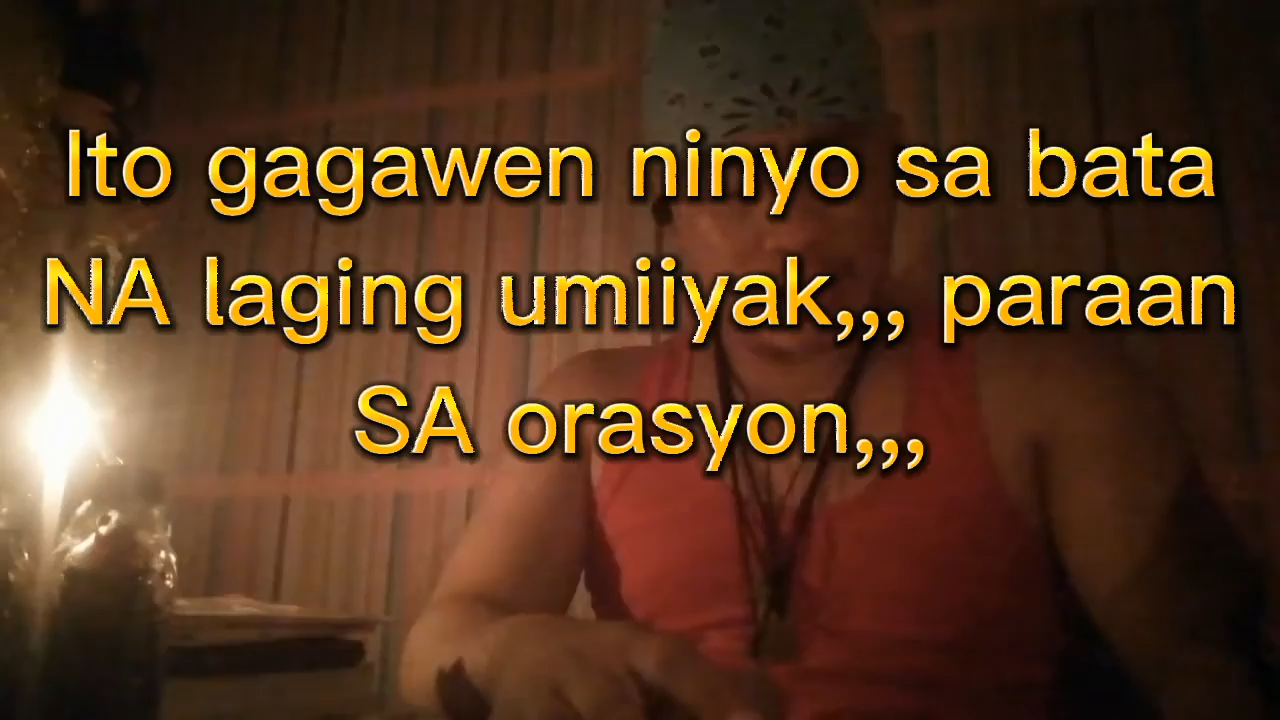 Ito gagawen ninyo sa bata
NA laging umiiyak,,, paraan
SA orasyon,,,